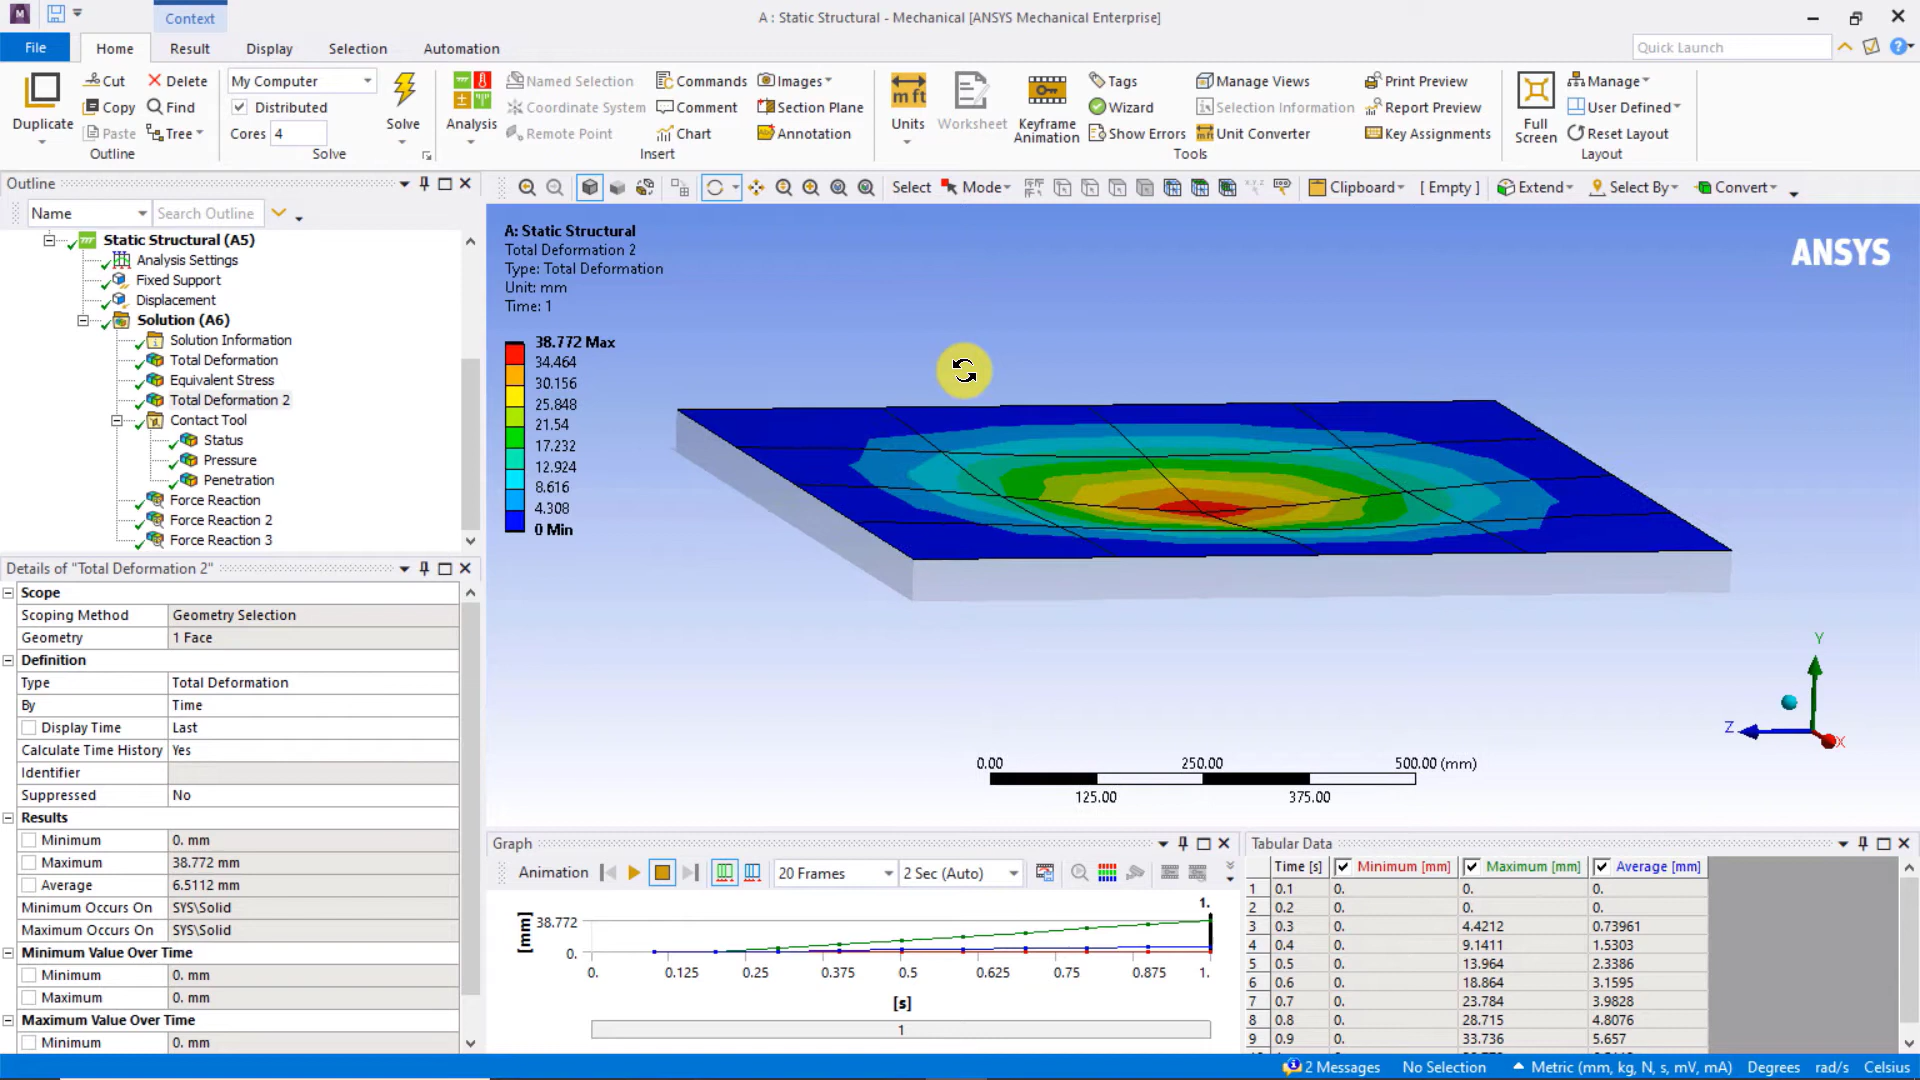 Context
A : Static Structural - Mechanical [ANSYS Mechanical Enterprise]
File Home Result Display Selection Automation
Quick Launch
Duplicate
Cut
Copy
Paste
Delete
Find
Tree
Outline
My Computer
Distributed
Cores 4
Solve
Solve
Analysis
Named Selection
Coordinate System
Remote Point
Commands
Comment
Chart
Images
Section Plane
Annotation
Insert
Units
Worksheet
Keyframe
Animation
Tags
Wizard
Show Errors
Manage Views
Selection Information
Unit Converter
Print Preview
Report Preview
Key Assignments
Tools
Full
Screen
Manage
User Defined
Reset Layout
Layout
Outline
Name Search Outline
Select Mode Clipboard [ Empty ] Extend Select By Convert
Static Structural (A5)
Analysis Settings
Fixed Support
Displacement
Solution (A6)
Solution Information
Total Deformation
Equivalent Stress
Total Deformation 2
Contact Tool
Status
Pressure
Penetration
Force Reaction
Force Reaction 2
Force Reaction 3
Details of "Total Deformation 2"
Scope
Scoping Method Geometry Selection
Geometry 1 Face
Definition
Type Total Deformation
By Time
Display Time Last
Calculate Time History Yes
Identifier
Suppressed No
Results
Minimum 0. mm
Maximum 38.772 mm
Average 6.5112 mm
Minimum Occurs On SYS\Solid
Maximum Occurs On SYS\Solid
Minimum Value Over Time
Minimum 0. mm
Maximum 0. mm
Maximum Value Over Time
Minimum 0. mm
A: Static Structural
Total Deformation 2
Type: Total Deformation
Unit: mm
Time: 1
38.772 Max
34.464
30.156
25.848
21.54
17.232
12.924
8.616
4.308
0 Min
ANSYS
Y
Z
X
0.00 250.00 500.00 (mm)
125.00 375.00
Graph
Animation 20 Frames 2 Sec (Auto)
1.
[mm]
38.772
0.
0. 0.125 0.25 0.375 0.5 0.625 0.75 0.875 1.
[s]
1
Tabular Data
Time [s] Minimum [mm] Maximum [mm] Average [mm]
1 0.1 0. 0. 0.
2 0.2 0. 0. 0.
3 0.3 0. 4.4212 0.73961
4 0.4 0. 9.1411 1.5303
5 0.5 0. 13.964 2.3386
6 0.6 0. 18.864 3.1595
7 0.7 0. 23.784 3.9828
8 0.8 0. 28.715 4.8076
9 0.9 0. 33.736 5.657
2 Messages No Selection Metric (mm, kg, N, s, mV, mA) Degrees rad/s Celsius